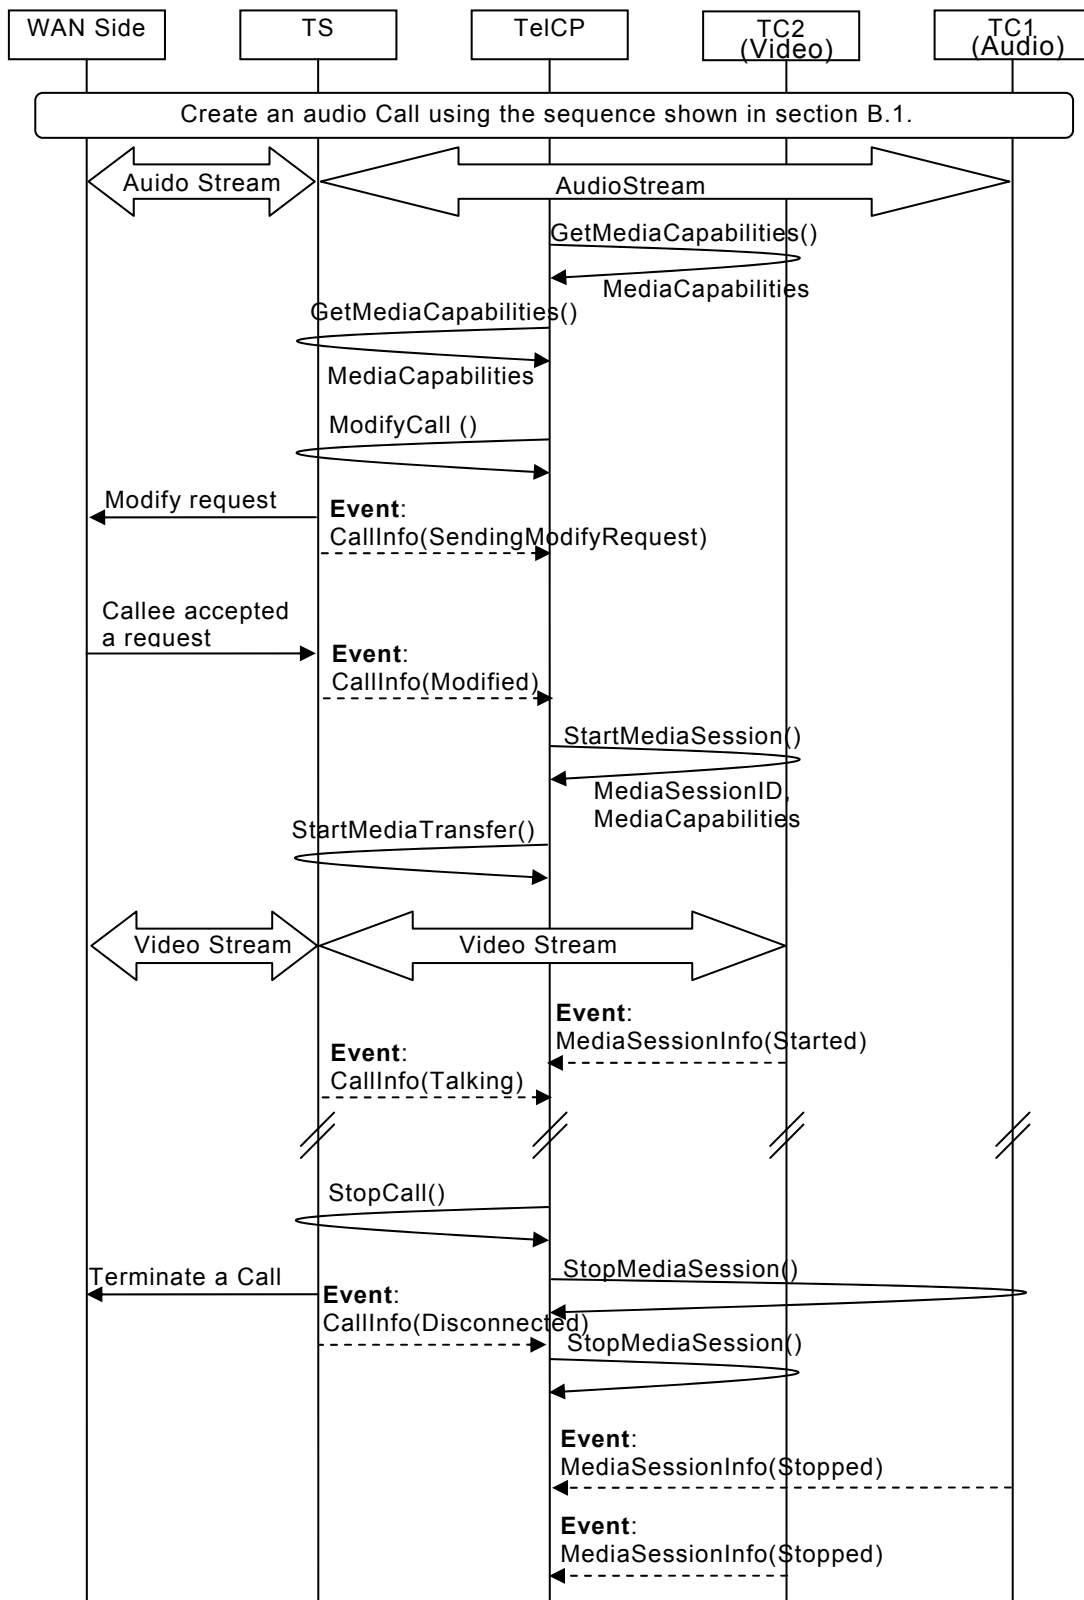 WAN Side
TS
TelCP
TC2
(Video)
TC1
(Audio)
Create an audio Call using the sequence shown in section B.1.
Auido Stream
AudioStream
GetMediaCapabilities()
MediaCapabilities
GetMediaCapabilities()
MediaCapabilities
ModifyCall ()
Modify request
Event:
CallInfo(SendingModifyRequest)
Callee accepted
a request
Event:
CallInfo(Modified)
StartMediaSession()
MediaSessionID,
MediaCapabilities
StartMediaTransfer()
Video Stream
Video Stream
Event:
MediaSessionInfo(Started)
Event:
CallInfo(Talking)
StopCall()
StopMediaSession()
Terminate a Call
Event:
CallInfo(Disconnected)
StopMediaSession()
Event:
MediaSessionInfo(Stopped)
Event:
MediaSessionInfo(Stopped)